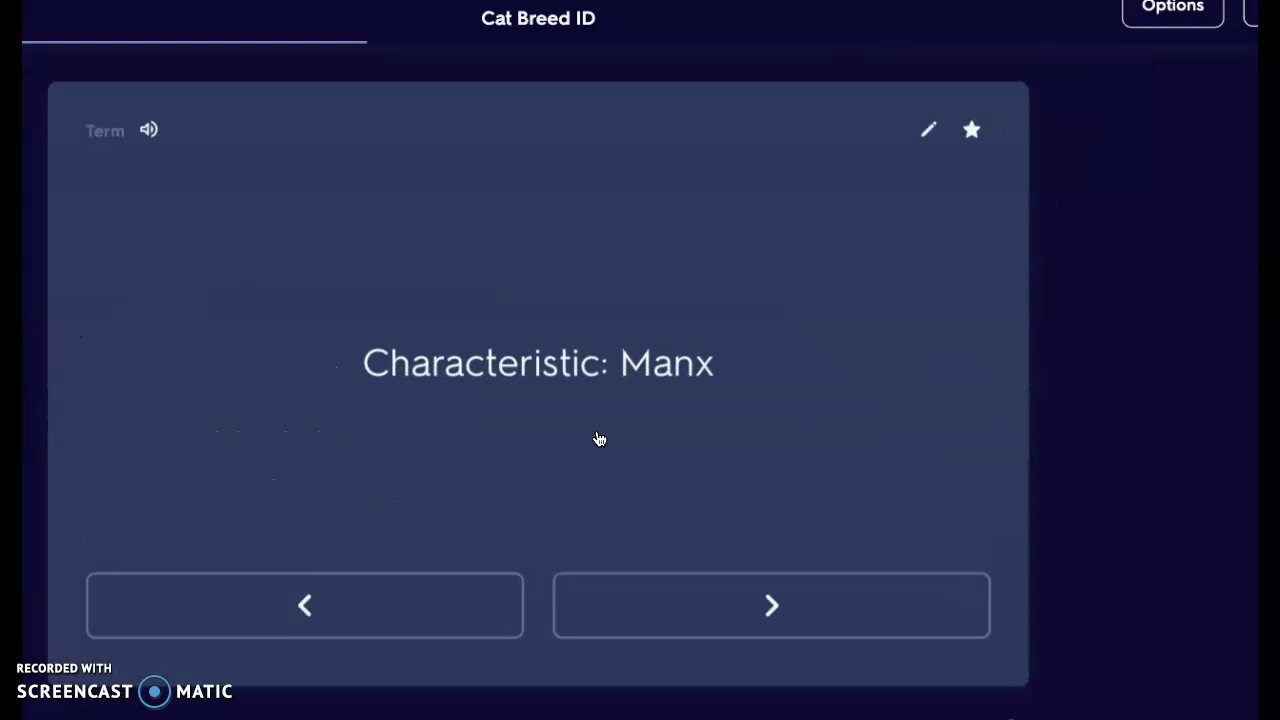 Cat Breed ID
Options
Term
Characteristic: Manx
RECORDED WITH
SCREENCAST MATIC